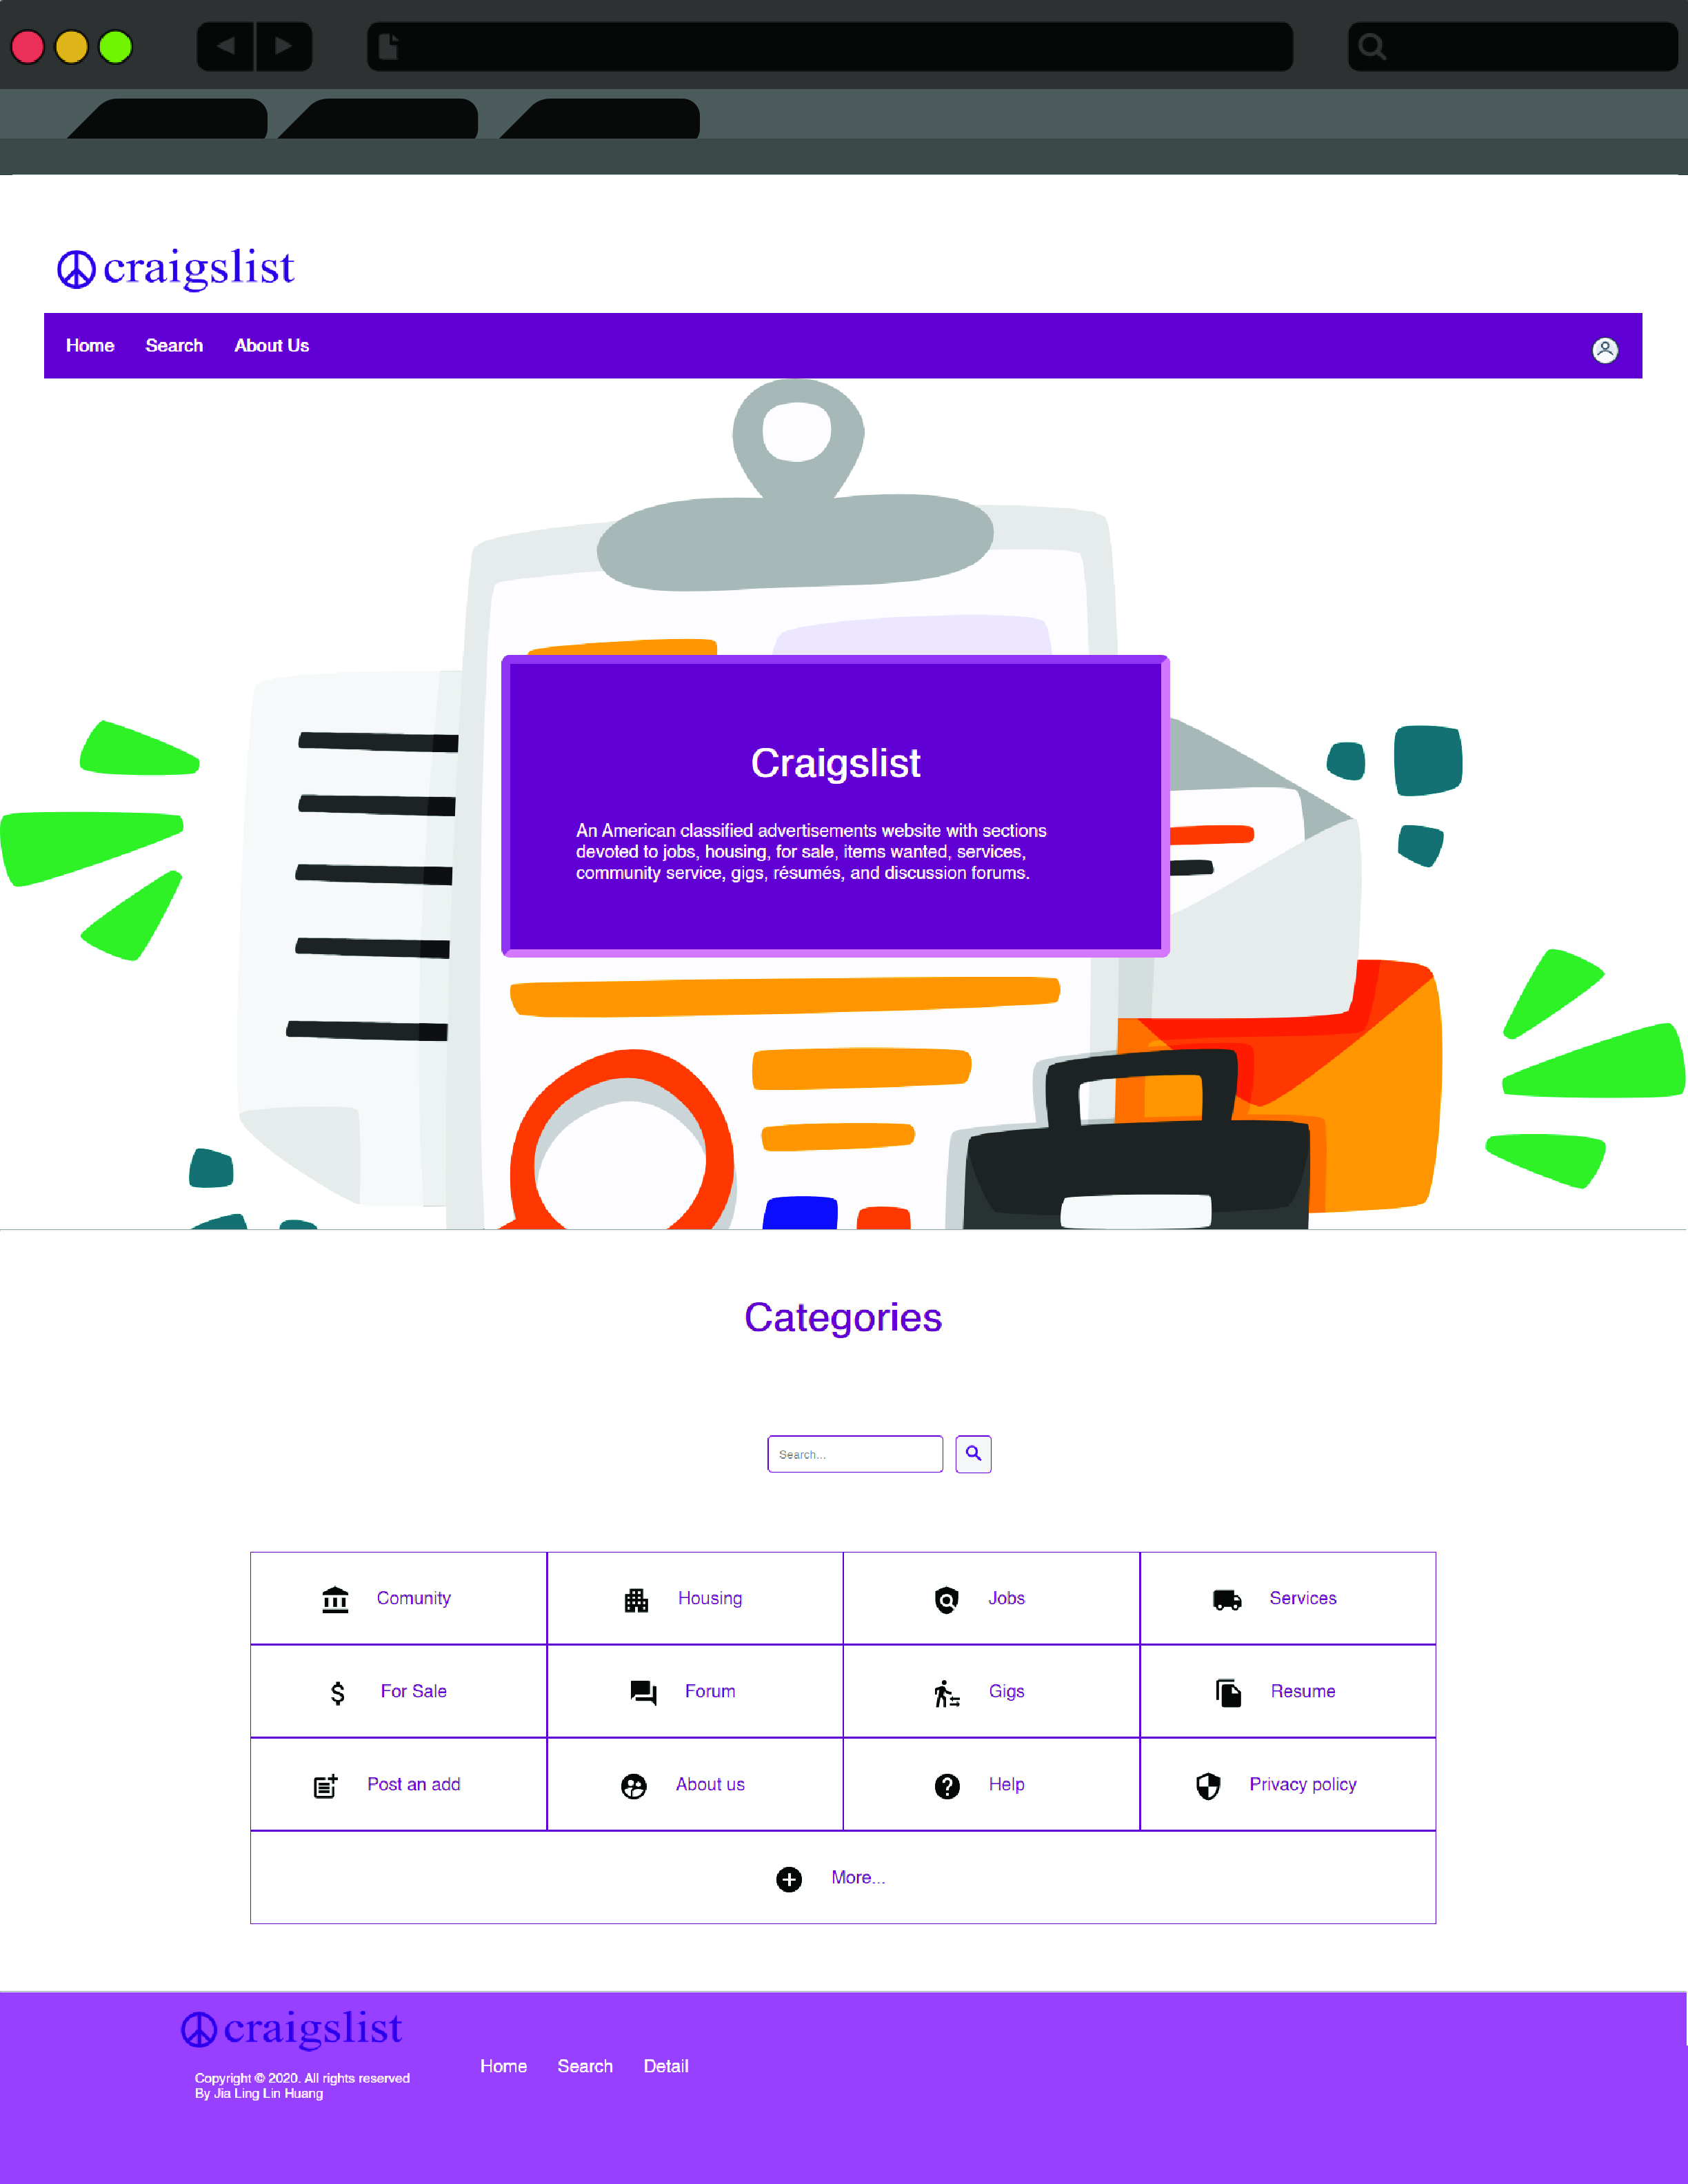 craigslist
Home Search About Us
Craigslist
An American classified advertisements website with sections
devoted to jobs, housing, for sale, items wanted, services,
community service, gigs, résumés, and discussion forums.
Categories
Search...
Comunity Housing Jobs Services
For Sale Forum Gigs Resume
Post an add About us Help Privacy policy
More...
craigslist
Home Search Detail
Copyright © 2020. All rights reserved
By Jia Ling Lin Huang